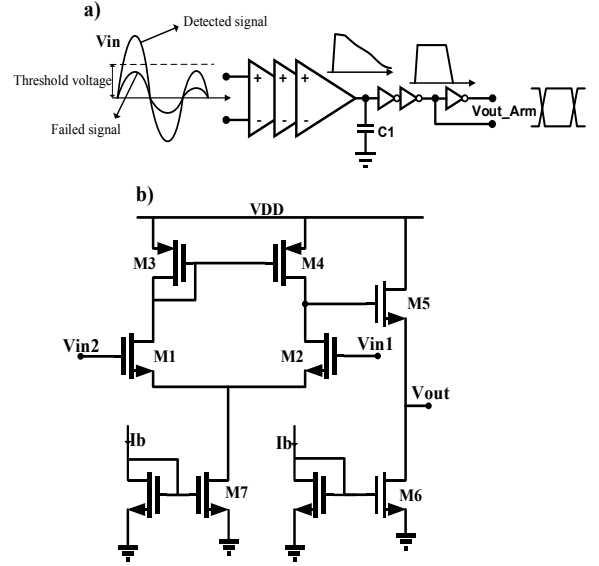 a)
Vin
Detected signal
Threshold voltage
Failed signal
+ + +
- - -
C1
Vout_Arm
b)
VDD
M3
M4
M5
Vin2
M1
M2
Vin1
Vout
Ib
Ib
M7
M6